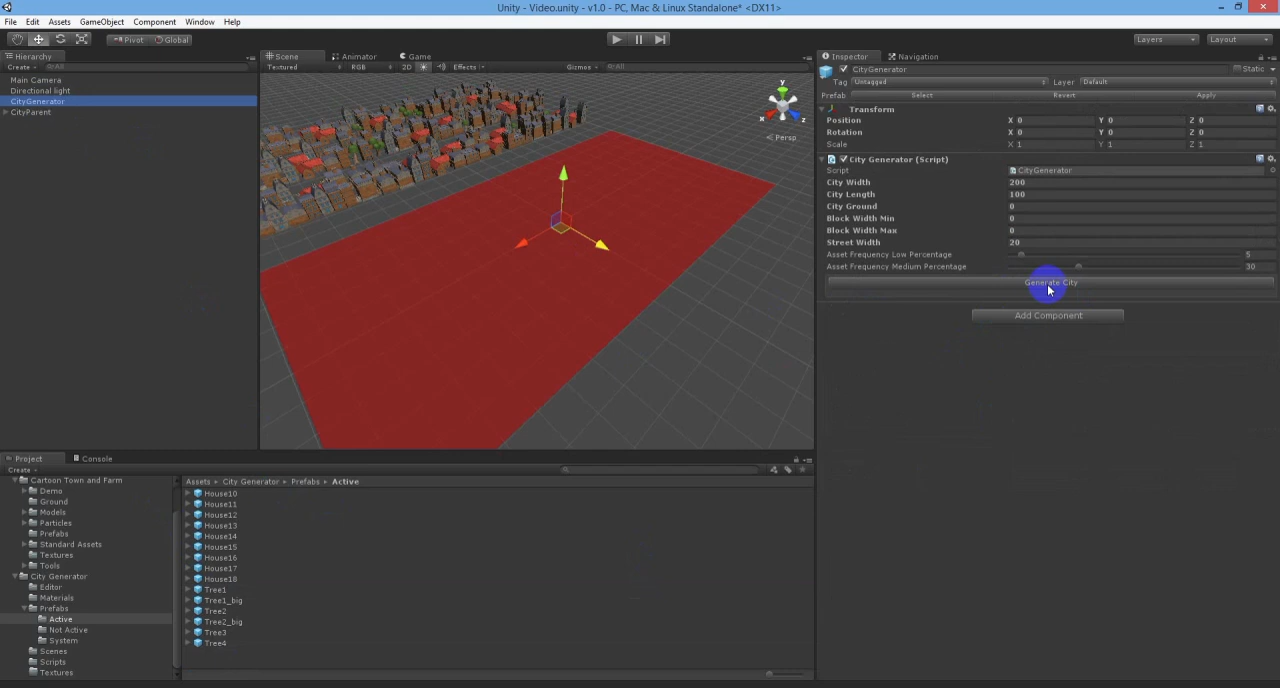 Unity - Video.unity - v1.0 - PC, Mac & Linux Standalone* <DX11>
File Edit Assets GameObject Component Window Help
Pivot Global Layers Layout
Hierarchy Scene Animator Game Inspector Navigation
Create All Textured RGB 2D Effects Gizmos All CityGenerator Static
Main Camera
Directional light
CityGenerator
CityParent
y
x
z
Persp
Tag Untagged Layer Default
Prefab Select Revert Apply
Transform
Position X 0 Y 0 Z 0
Rotation X 0 Y 0 Z 0
Scale X 1 Y 1 Z 1
City Generator (Script)
Script CityGenerator
City Width 200
City Length 100
City Ground 0
Block Width Min 0
Block Width Max 0
Street Width 20
Asset Frequency Low Percentage 5
Asset Frequency Medium Percentage 30
Generate City
Add Component
Project Console
Create
Cartoon Town and Farm
Demo
Ground
Models
Particles
Prefabs
Standard Assets
Textures
Tools
City Generator
Editor
Materials
Prefabs
Active
Not Active
System
Scenes
Scripts
Textures
Assets City Generator Prefabs Active
House10
House11
House12
House13
House14
House15
House16
House17
House18
Tree1
Tree1_big
Tree2
Tree2_big
Tree3
Tree4